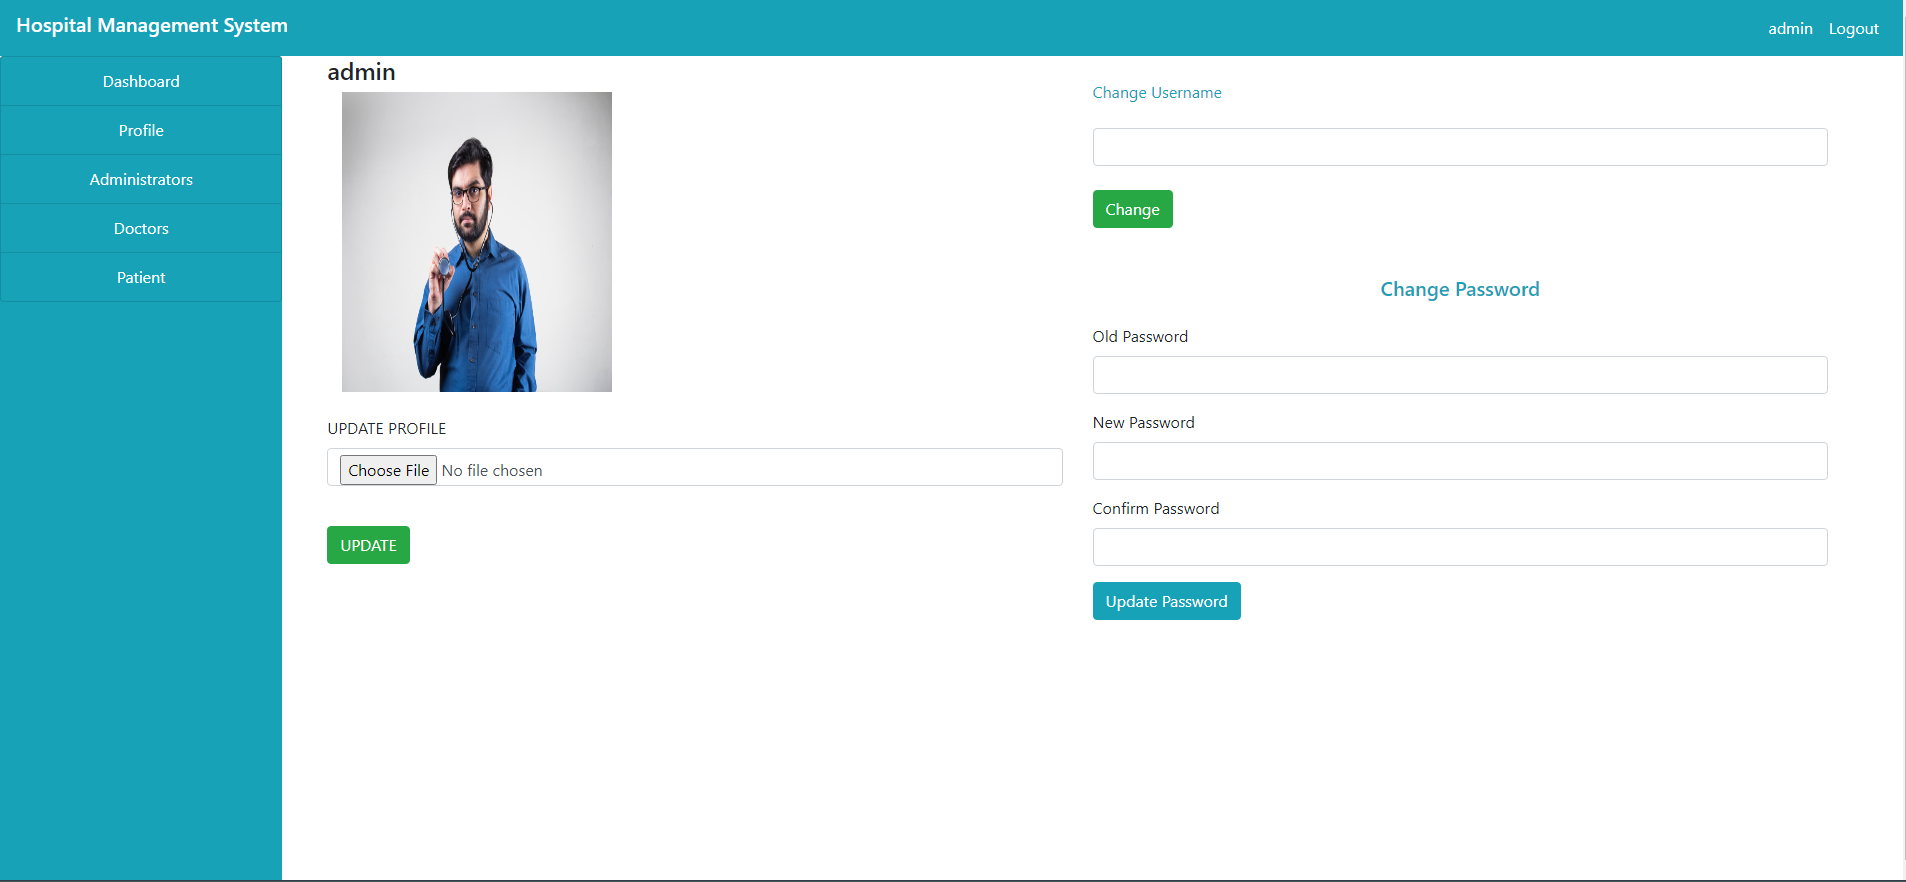 Hospital Management System
admin Logout
Dashboard
Profile
Administrators
Doctors
Patient
admin
UPDATE PROFILE
Choose File No file chosen
UPDATE
Change Username
Change
Change Password
Old Password
New Password
Confirm Password
Update Password